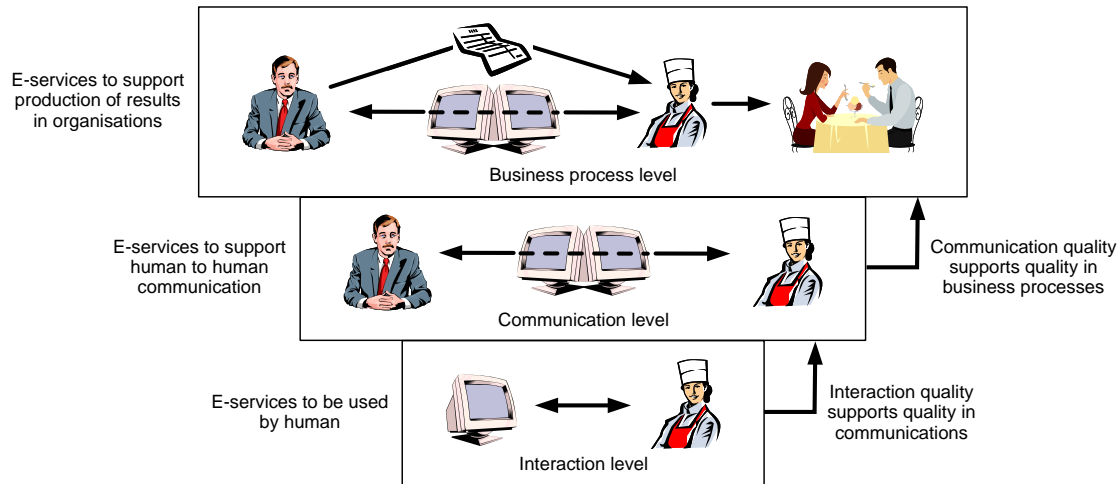 E-services to support
production of results
in organisations
Business process level
E-services to support
human to human
communication
Communication level
Communication quality
supports quality in
business processes
E-services to be used
by human
Interaction level
Interaction quality
supports quality in
communications